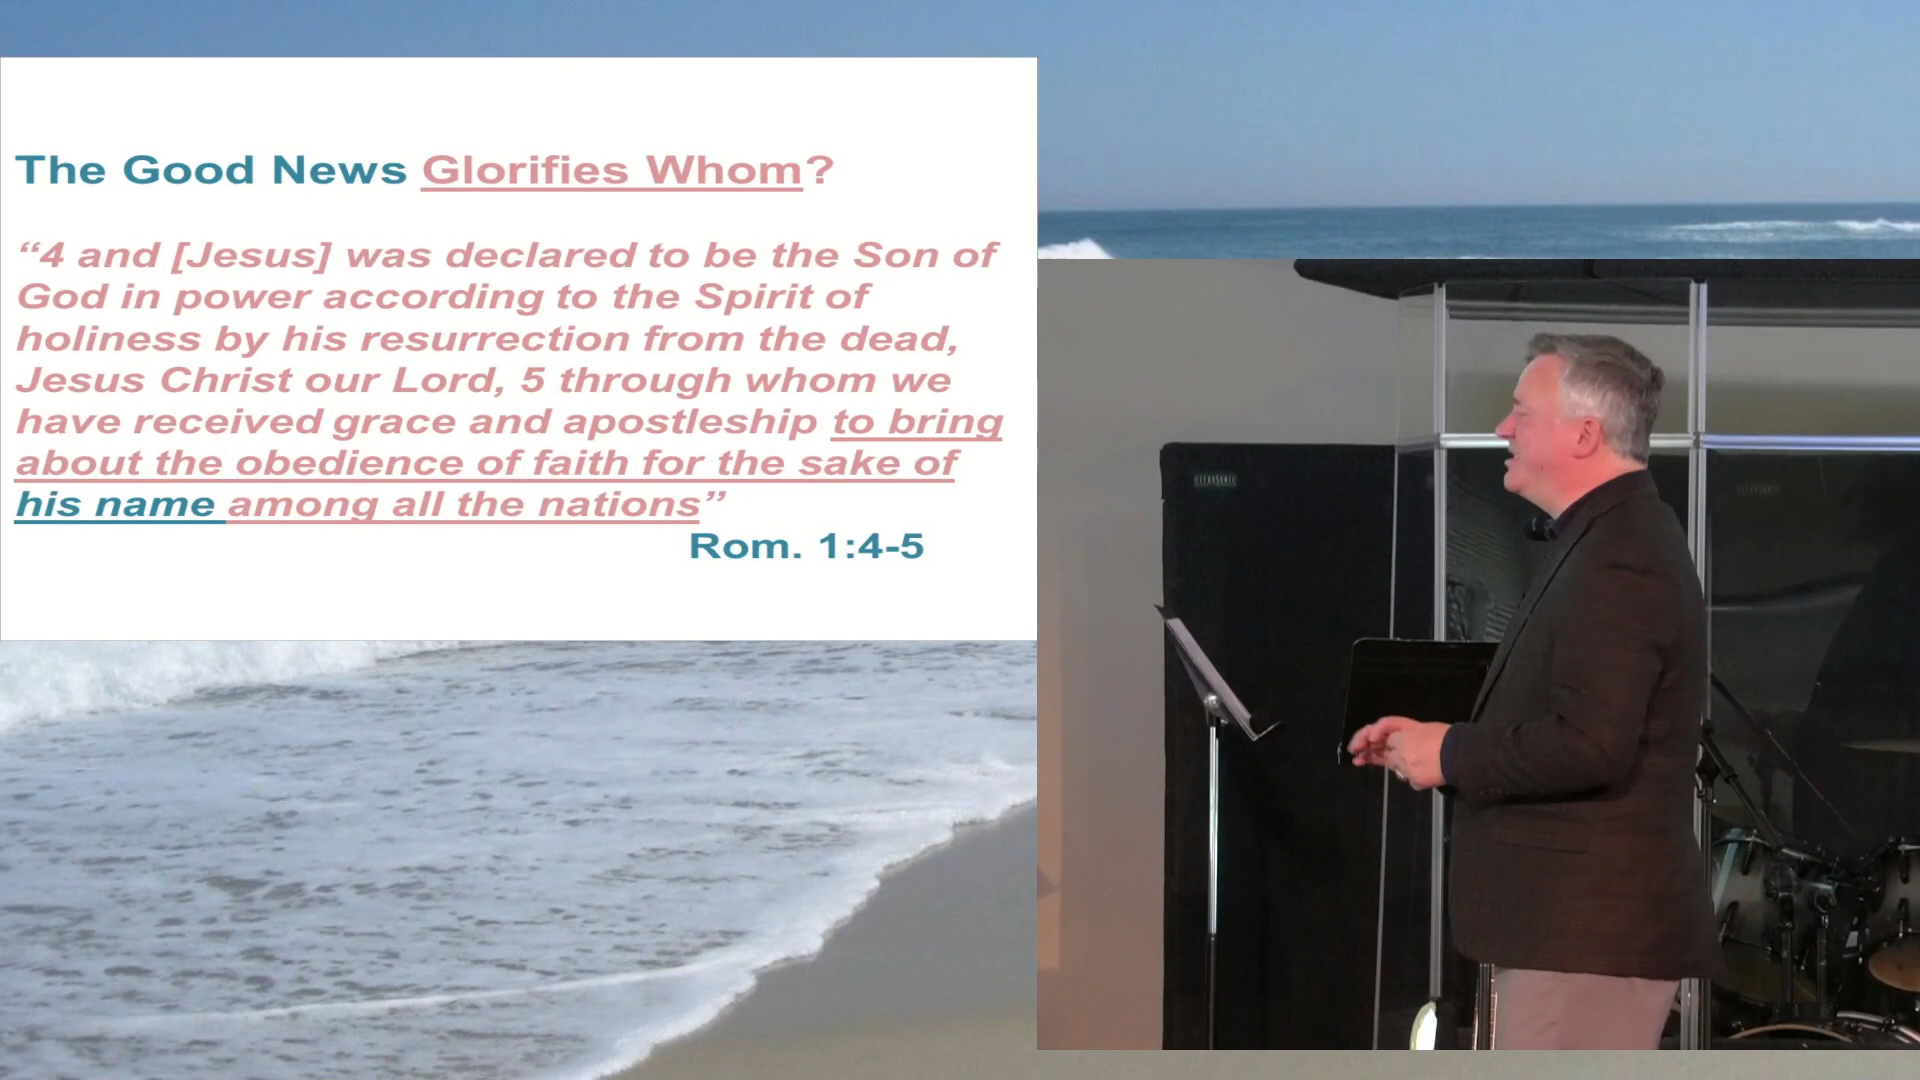 The Good News Glorifies Whom?
“4 and [Jesus] was declared to be the Son of
God in power according to the Spirit of
holiness by his resurrection from the dead,
Jesus Christ our Lord, 5 through whom we
have received grace and apostleship to bring
about the obedience of faith for the sake of
his name among all the nations”
Rom. 1:4-5